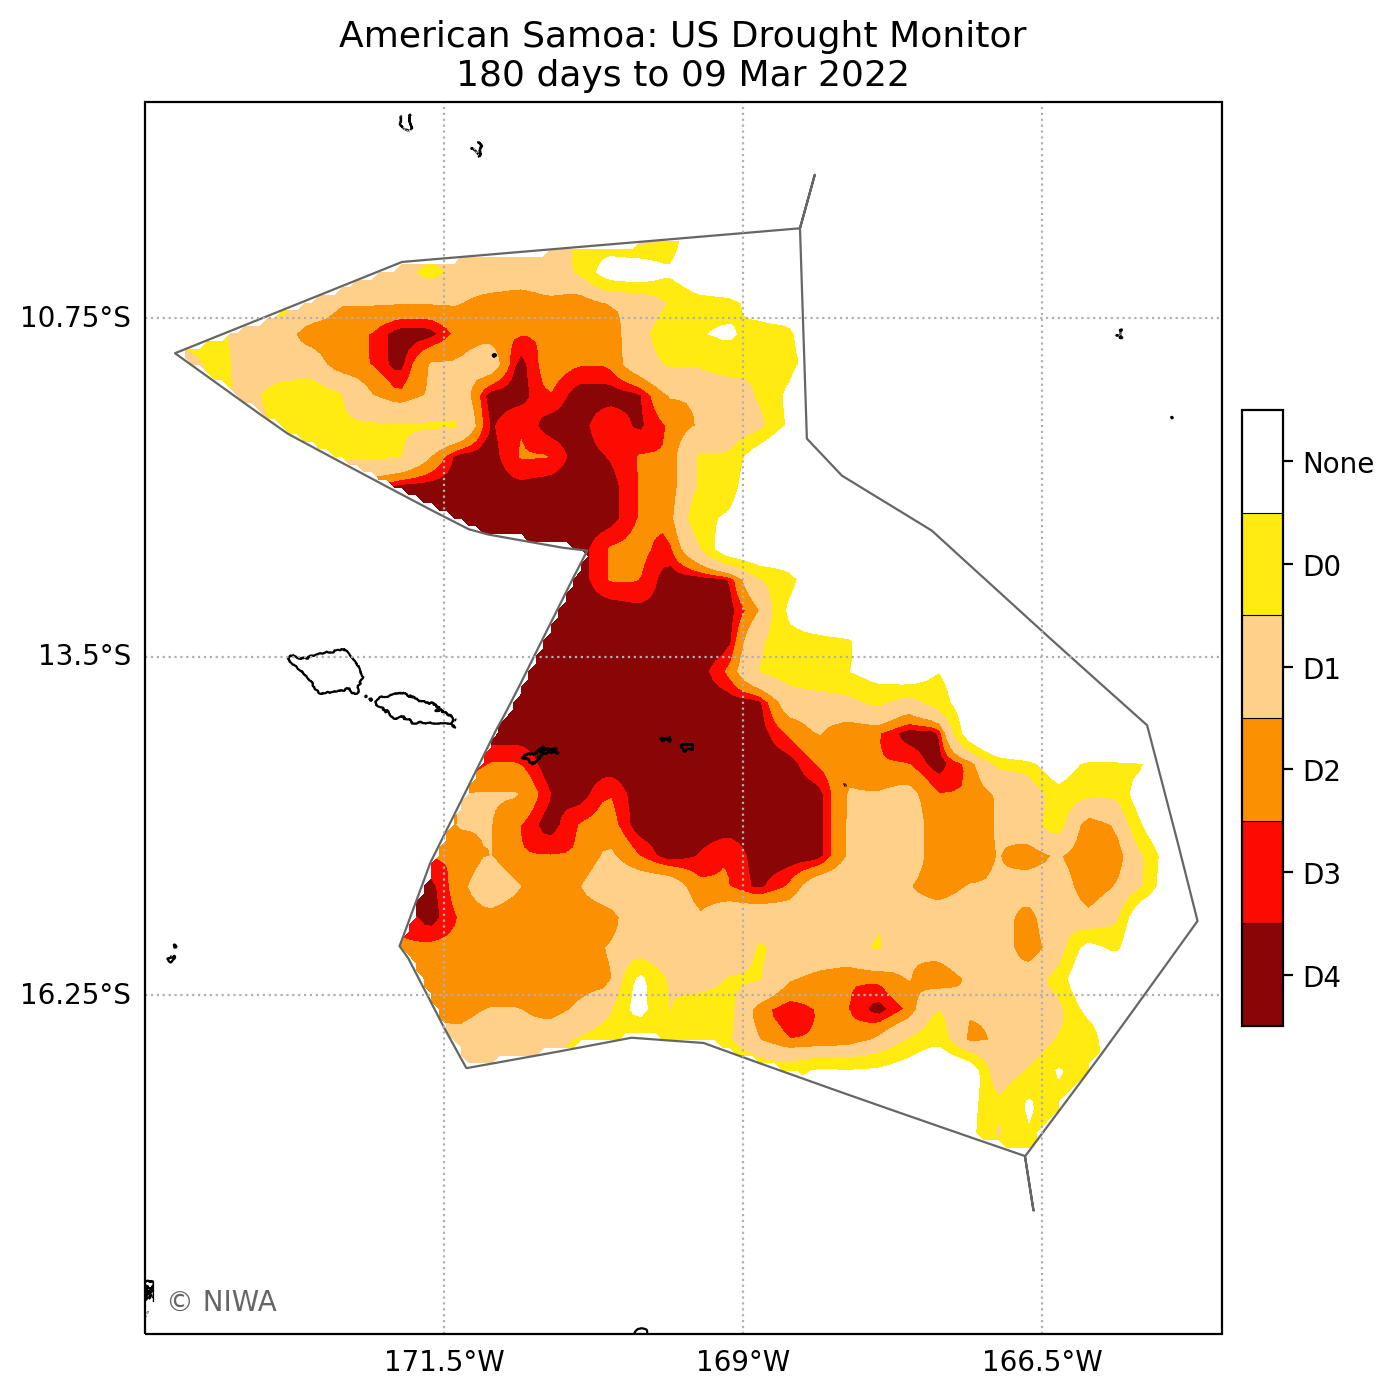 American Samoa: US Drought Monitor
180 days to 09 Mar 2022
10.75°S
13.5°S
16.25°S
171.5°W
169°W
166.5°W
None
D0
D1
D2
D3
D4
© NIWA